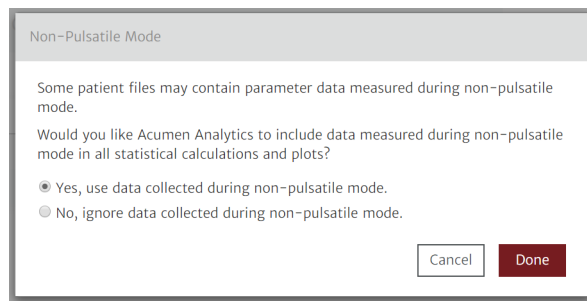 Non-Pulsatile Mode
Some patient files may contain parameter data measured during non-pulsatile
mode.
Would you like Acumen Analytics to include data measured during non-pulsatile
mode in all statistical calculations and plots?
Yes, use data collected during non-pulsatile mode.
No, ignore data collected during non-pulsatile mode.
Cancel Done